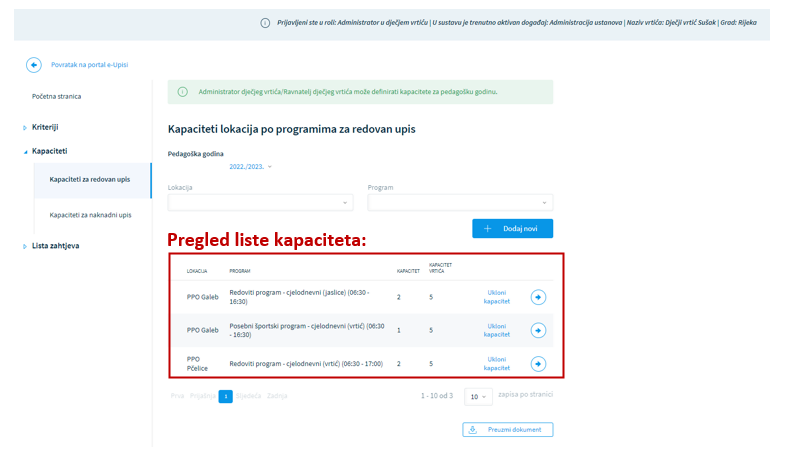 Prijavljeni ste u roli: Administrator u dječjem vrtiću | U sustavu je trenutno aktivan događaj: Administracija ustanova | Naziv vrtića: Dječji vrtić Sušak | Grad: Rijeka
Povratak na portal e-Upisi
Početna stranica
Administrator dječjeg vrtića/Ravnatelj dječjeg vrtića može definirati kapacitete za pedagošku godinu.
Kriteriji
Kapaciteti lokacija po programima za redovan upis
Kapaciteti
Pedagoška godina
2022./2023.
Kapaciteti za redovan upis
Lokacija Program
Kapaciteti za naknadni upis
Dodaj novi
Lista zahtjeva
Pregled liste kapaciteta:
LOKACIJA PROGRAM KAPACITET KAPACITET VRTIĆA
PPO Galeb Redoviti program - cjelodnevni (jaslice) (06:30 - 2 5 Ukloni
16:30) kapacitet
PPO Galeb Posebni športski program - cjelodnevni (vrtić) (06:30 1 5 Ukloni
- 16:30) kapacitet
PPO Redoviti program - cjelodnevni (vrtić) (06:30 - 17:00) 2 5 Ukloni
Pčelice kapacitet
Prva Prijašnja 1 Sljedeća Zadnja 1 - 10 od 3 10 zapisa po stranici
Preuzmi dokument